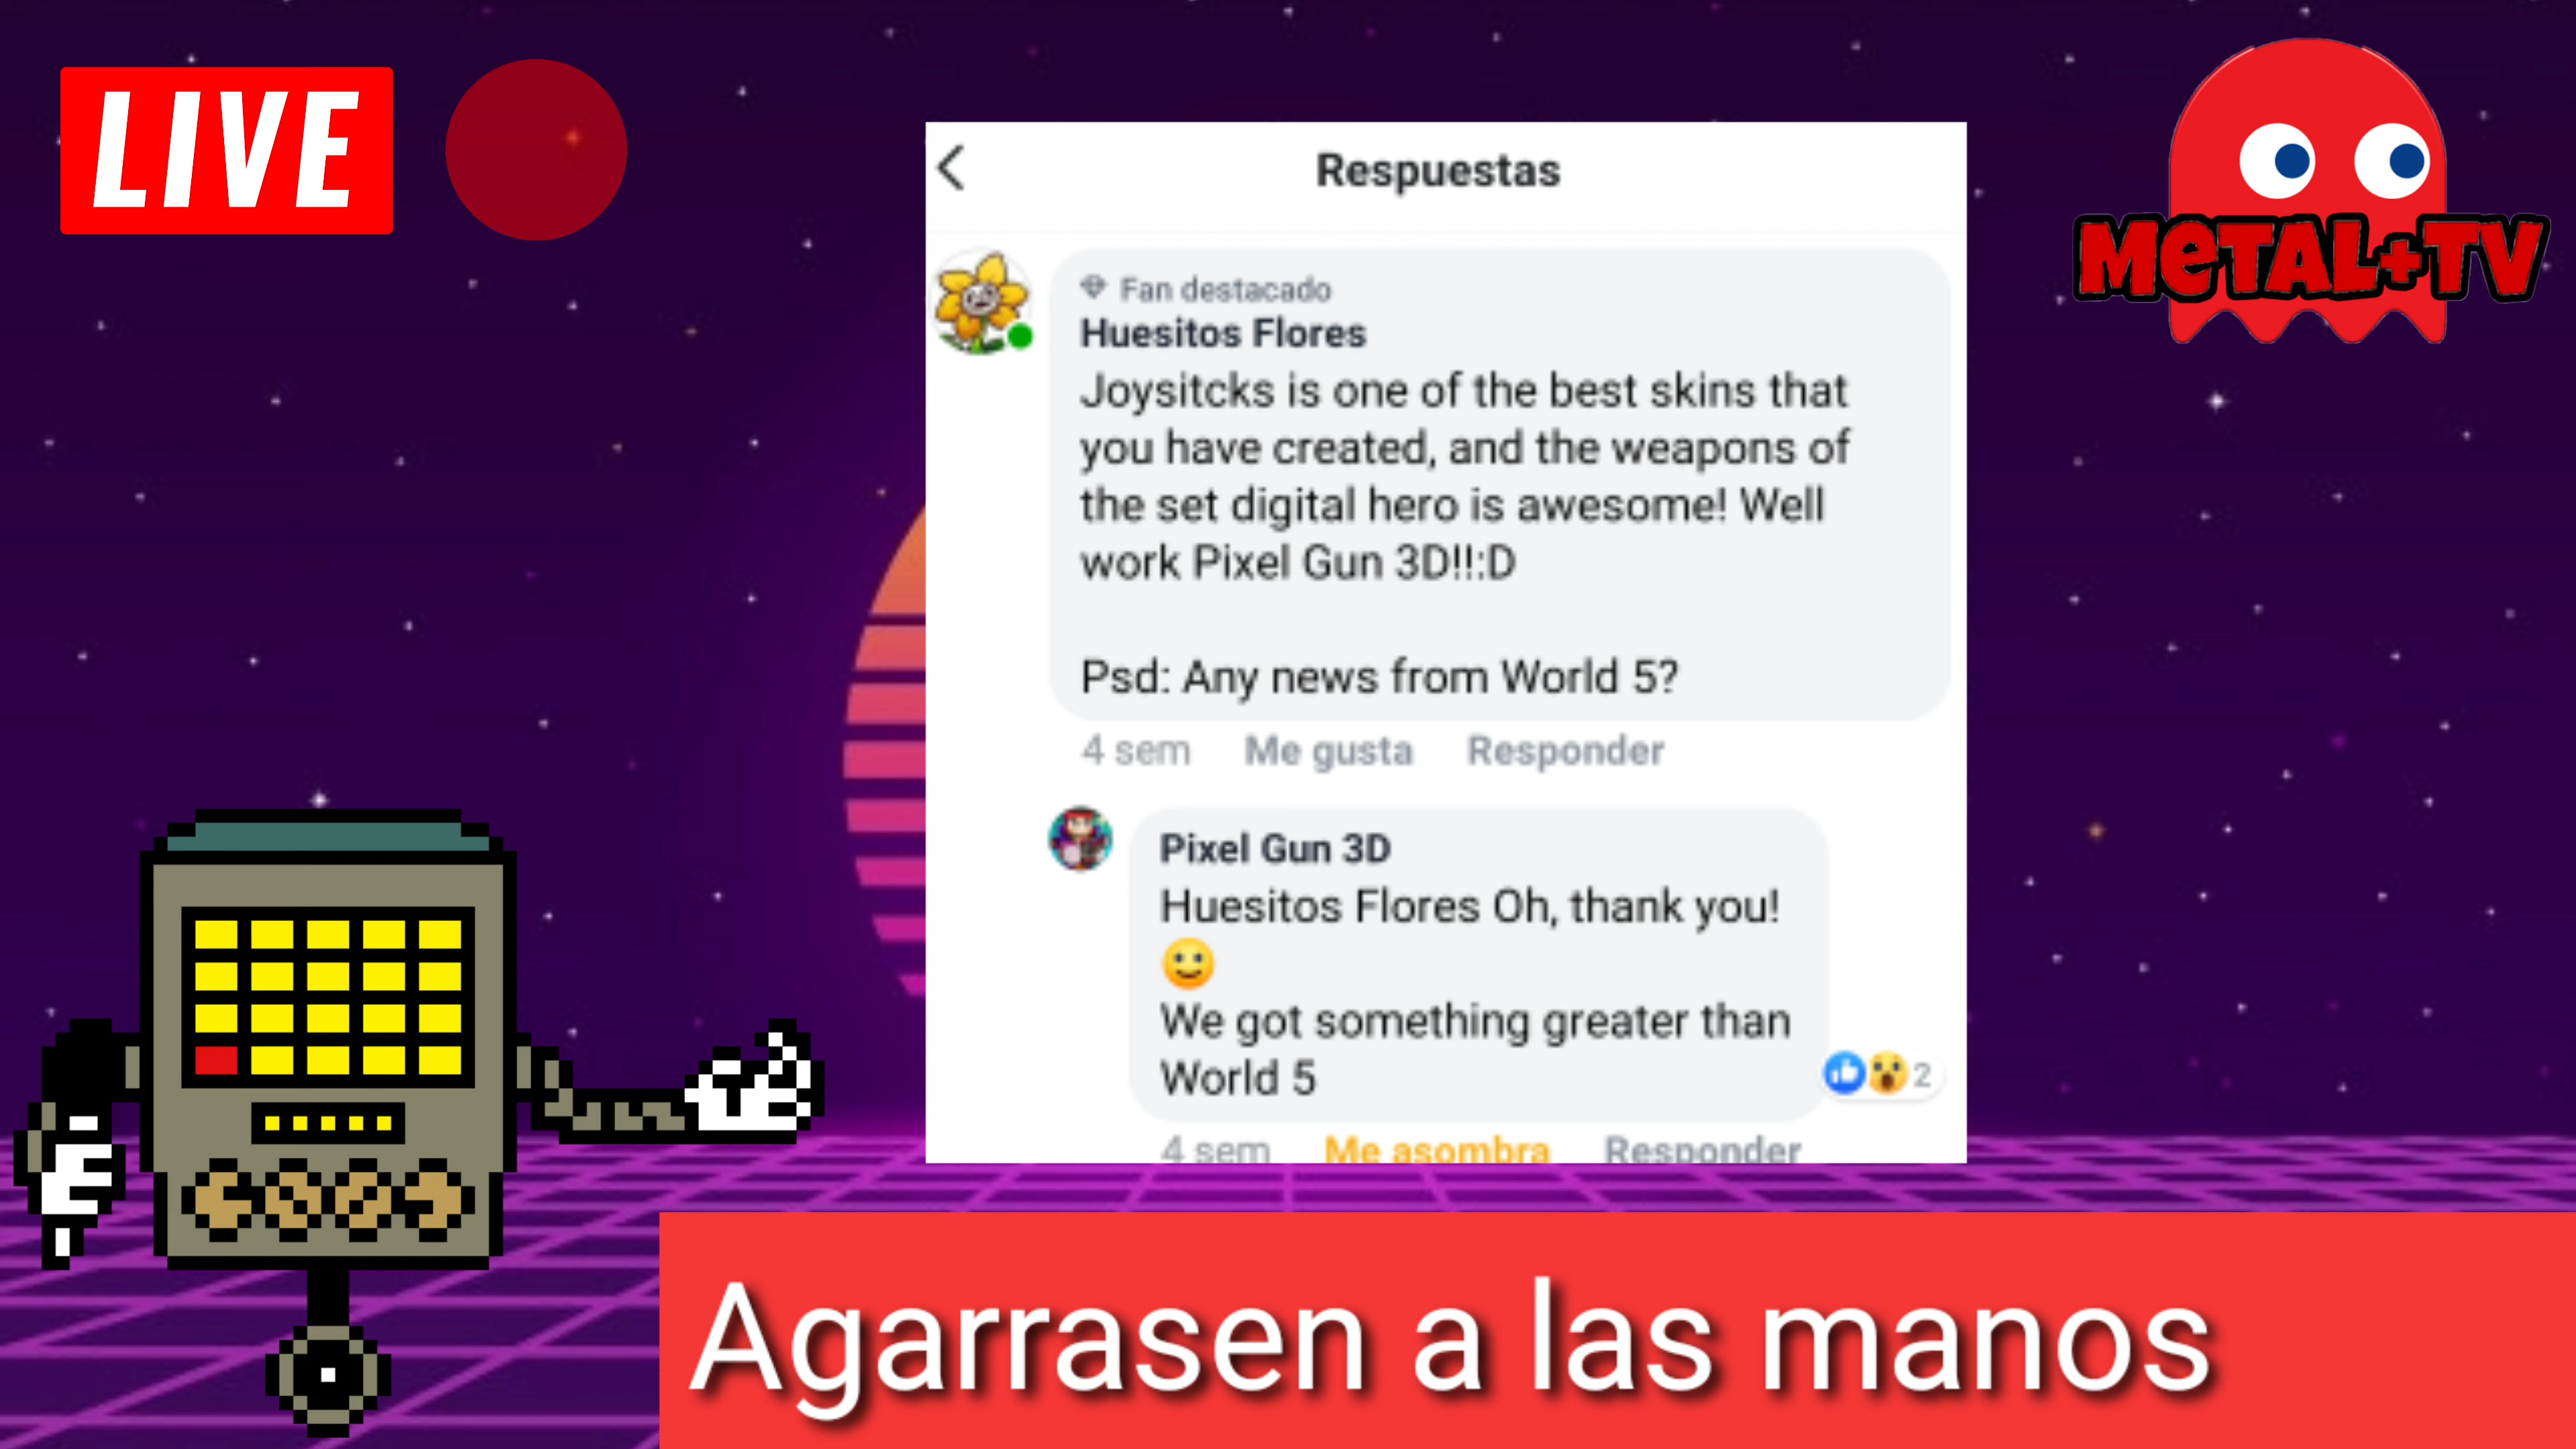 LIVE
METAL+TV
Respuestas
Fan destacado
Huesitos Flores
Joysitcks is one of the best skins that
you have created, and the weapons of
the set digital hero is awesome! Well
work Pixel Gun 3D!!:D
Psd: Any news from World 5?
4 sem Me gusta Responder
Pixel Gun 3D
Huesitos Flores Oh, thank you!
🙂
We got something greater than
World 5
2
4 sem Me asombra Responder
Agarrasen a las manos